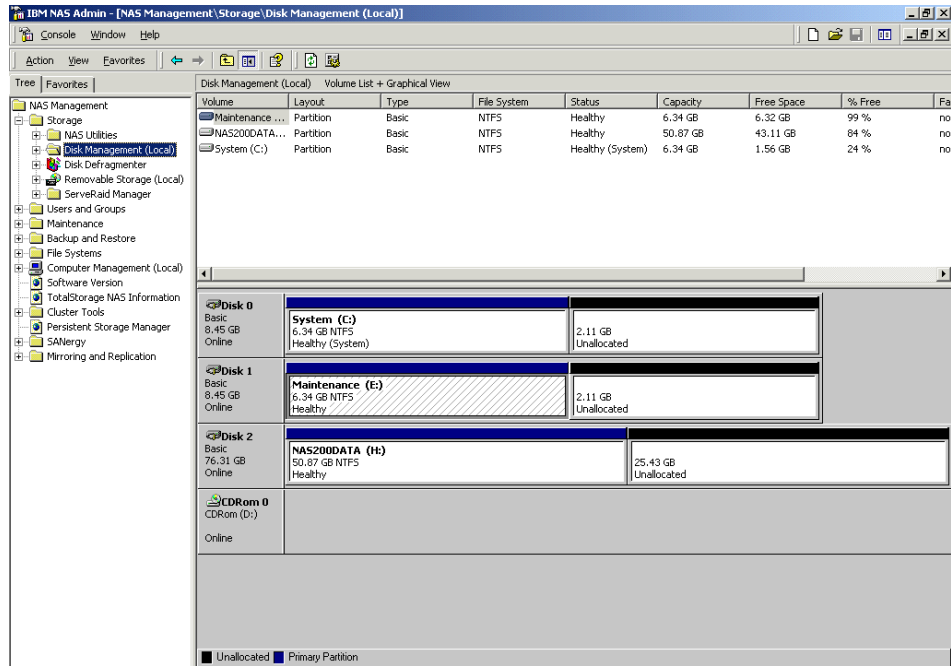 IBM NAS Admin - [NAS Management\Storage\Disk Management (Local)]
Console Window Help
Action View Favorites
Tree Favorites
NAS Management
Storage
NAS Utilities
Disk Management (Local)
Disk Defragmenter
Removable Storage (Local)
ServeRaid Manager
Users and Groups
Maintenance
Backup and Restore
File Systems
Computer Management (Local)
Software Version
TotalStorage NAS Information
Cluster Tools
Persistent Storage Manager
SANergy
Mirroring and Replication
Disk Management (Local) Volume List + Graphical View
Volume Layout Type File System Status Capacity Free Space % Free Fa
Maintenance ... Partition Basic NTFS Healthy 6.34 GB 6.32 GB 99 % no
NAS200DATA... Partition Basic NTFS Healthy 50.87 GB 43.11 GB 84 % no
System (C:) Partition Basic NTFS Healthy (System) 6.34 GB 1.56 GB 24 % no
Disk 0
Basic
8.45 GB
Online
System (C:)
6.34 GB NTFS
Healthy (System)
2.11 GB
Unallocated
Disk 1
Basic
8.45 GB
Online
Maintenance (E:)
6.34 GB NTFS
Healthy
2.11 GB
Unallocated
Disk 2
Basic
76.31 GB
Online
NAS200DATA (H:)
50.87 GB NTFS
Healthy
25.43 GB
Unallocated
CDRom 0
CDRom (D:)
Online
Unallocated Primary Partition